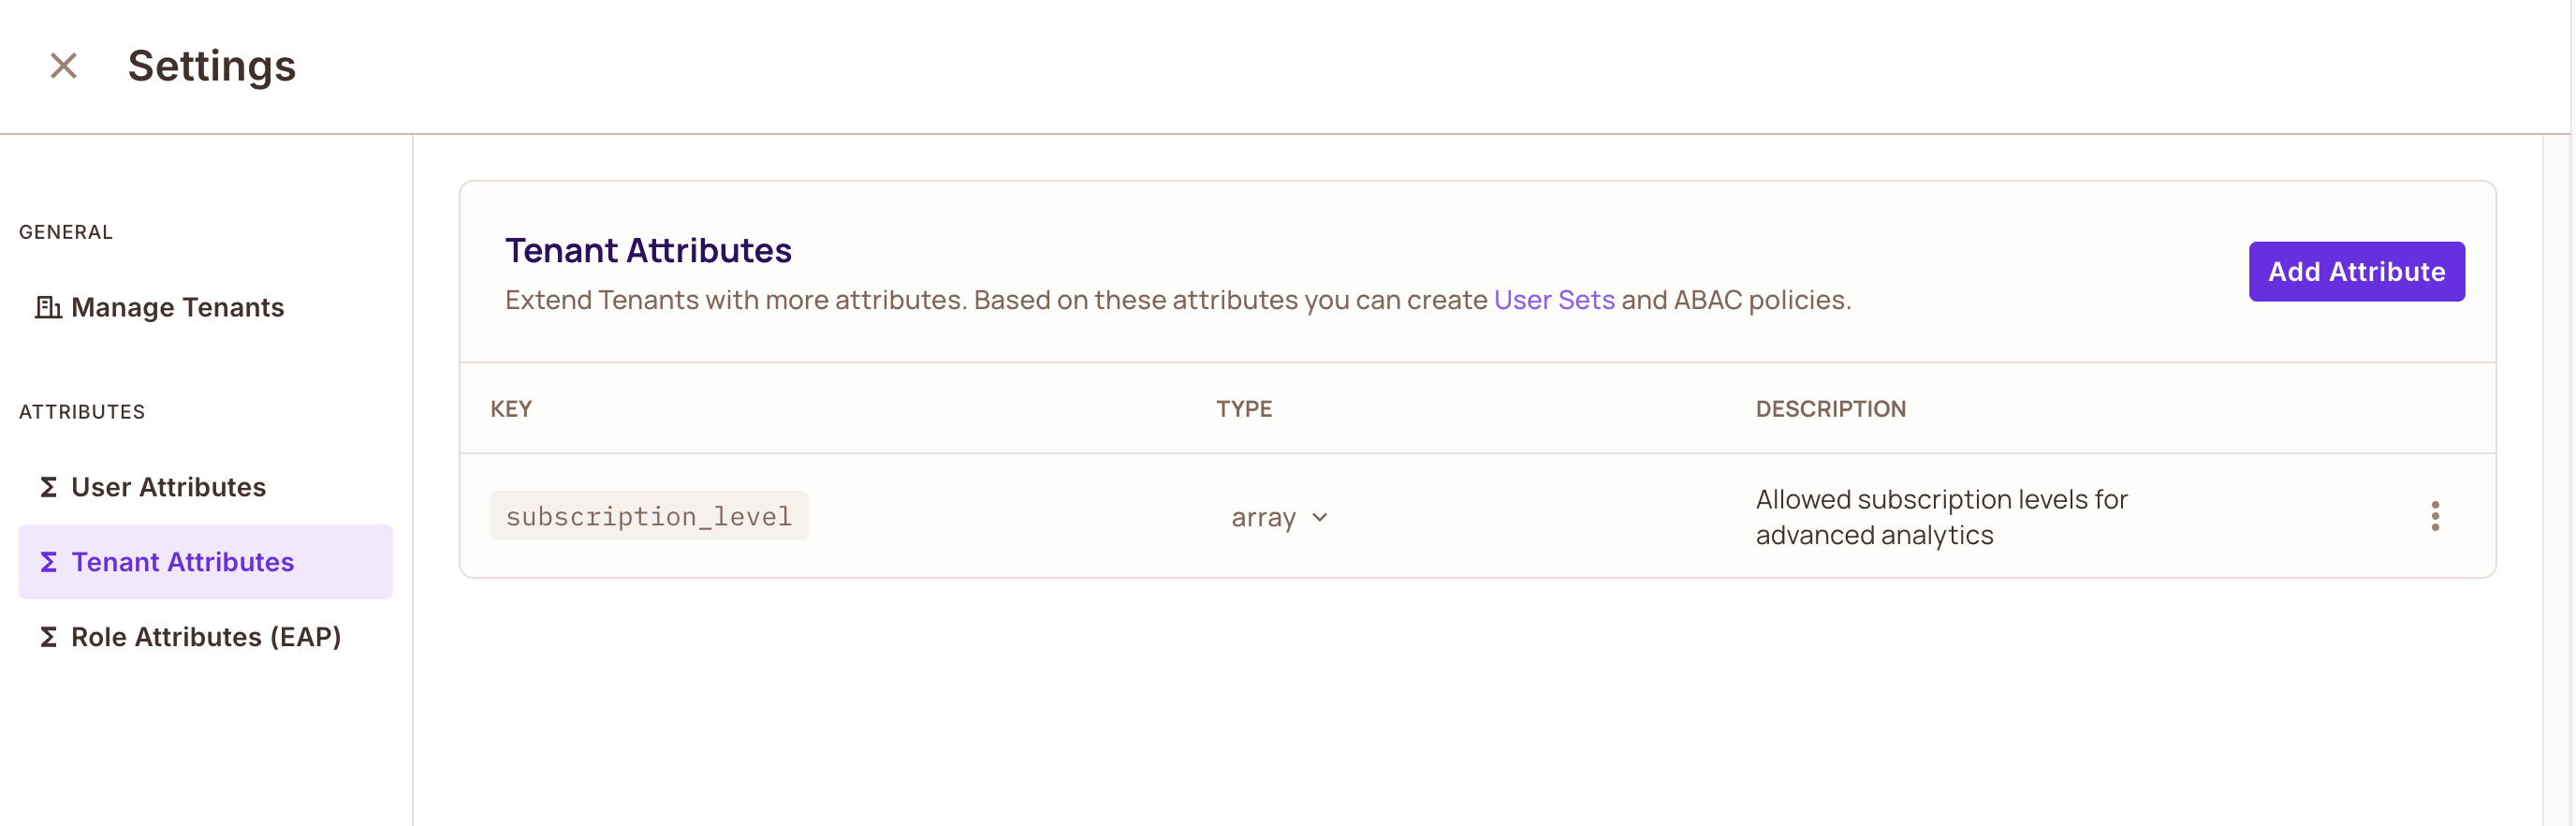 Settings
GENERAL
Manage Tenants
ATTRIBUTES
User Attributes
Tenant Attributes
Role Attributes (EAP)
Tenant Attributes
Extend Tenants with more attributes. Based on these attributes you can create User Sets and ABAC policies.
Add Attribute
KEY TYPE DESCRIPTION
subscription_level array Allowed subscription levels for
advanced analytics